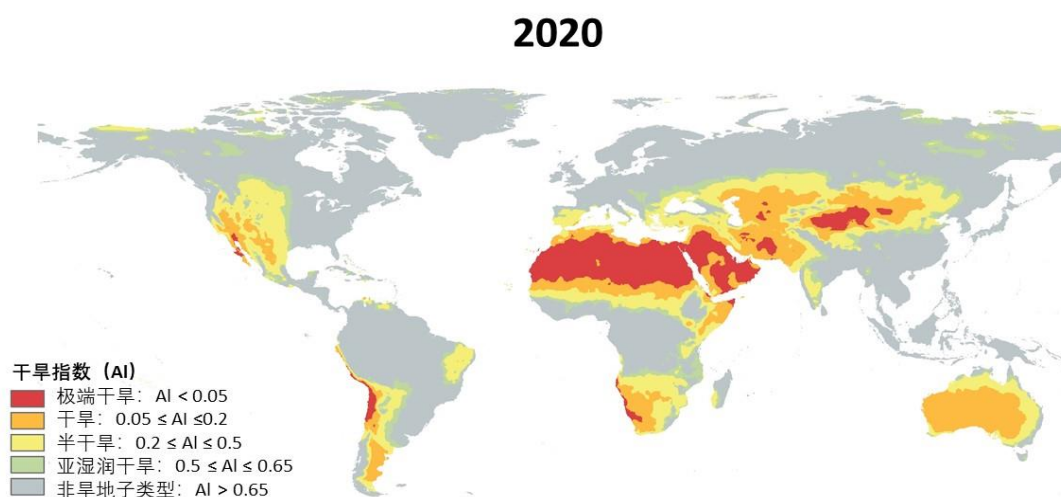 2020
干旱指数（AI）
极端干旱：AI < 0.05
干旱：0.05 ≤ AI ≤0.2
半干旱：0.2 ≤ AI ≤ 0.5
亚湿润干旱：0.5 ≤ AI ≤ 0.65
非旱地子类型：AI > 0.65